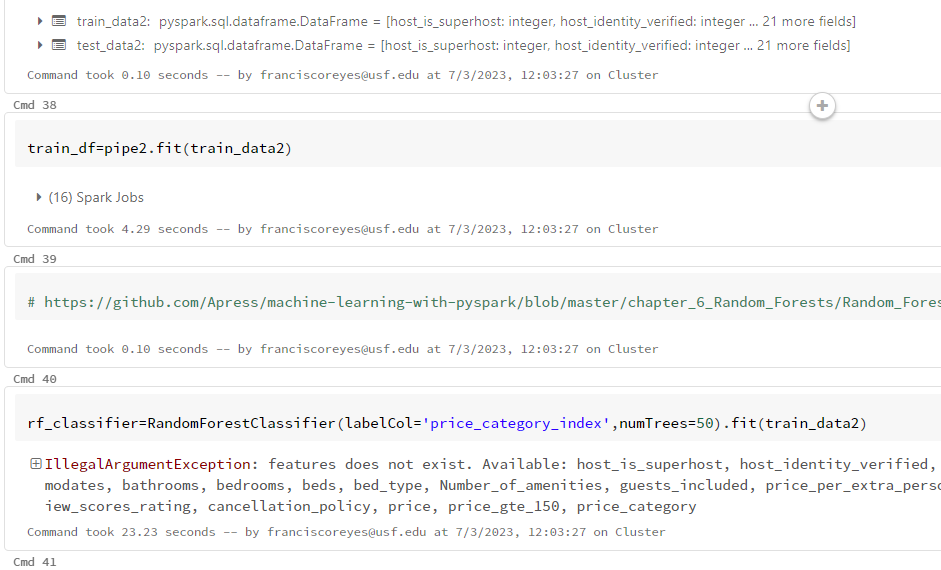 train_data2: pyspark.sql.dataframe.DataFrame = [host_is_superhost: integer, host_identity_verified: integer ... 21 more fields]
test_data2: pyspark.sql.dataframe.DataFrame = [host_is_superhost: integer, host_identity_verified: integer ... 21 more fields]
Command took 0.10 seconds -- by franciscoreyes@usf.edu at 7/3/2023, 12:03:27 on Cluster
Cmd 38
train_df=pipe2.fit(train_data2)
(16) Spark Jobs
Command took 4.29 seconds -- by franciscoreyes@usf.edu at 7/3/2023, 12:03:27 on Cluster
Cmd 39
# https://github.com/Apress/machine-learning-with-pyspark/blob/master/chapter_6_Random_Forests/Random_Fores
Command took 0.10 seconds -- by franciscoreyes@usf.edu at 7/3/2023, 12:03:27 on Cluster
Cmd 40
rf_classifier=RandomForestClassifier(labelCol='price_category_index',numTrees=50).fit(train_data2)
IllegalArgumentException: features does not exist. Available: host_is_superhost, host_identity_verified,
modates, bathrooms, bedrooms, beds, bed_type, Number_of_amenities, guests_included, price_per_extra_perso
iew_scores_rating, cancellation_policy, price, price_gte_150, price_category
Command took 23.23 seconds -- by franciscoreyes@usf.edu at 7/3/2023, 12:03:27 on Cluster
Cmd 41